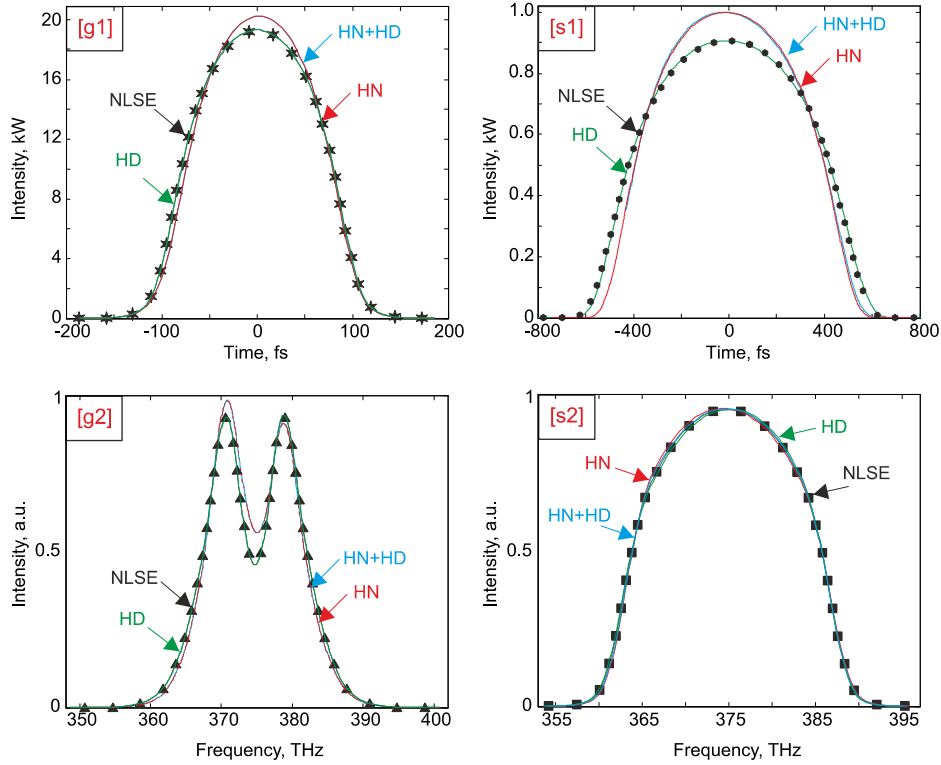 [g1]
20
16
12
8
4
0
-200
-100
0
100
200
Intensity, kW
Time, fs
HN+HD
HN
NLSE
HD
[s1]
1.0
0.8
0.6
0.4
0.2
0
-800
-400
0
400
800
Intensity, kW
Time, fs
HN+HD
HN
NLSE
HD
[g2]
1
0.5
0
350
360
370
380
390
400
Intensity, a.u.
Frequency, THz
NLSE
HD
HN+HD
HN
[s2]
1
0.5
0
355
365
375
385
395
Intensity, a.u.
Frequency, THz
HD
HN
NLSE
HN+HD